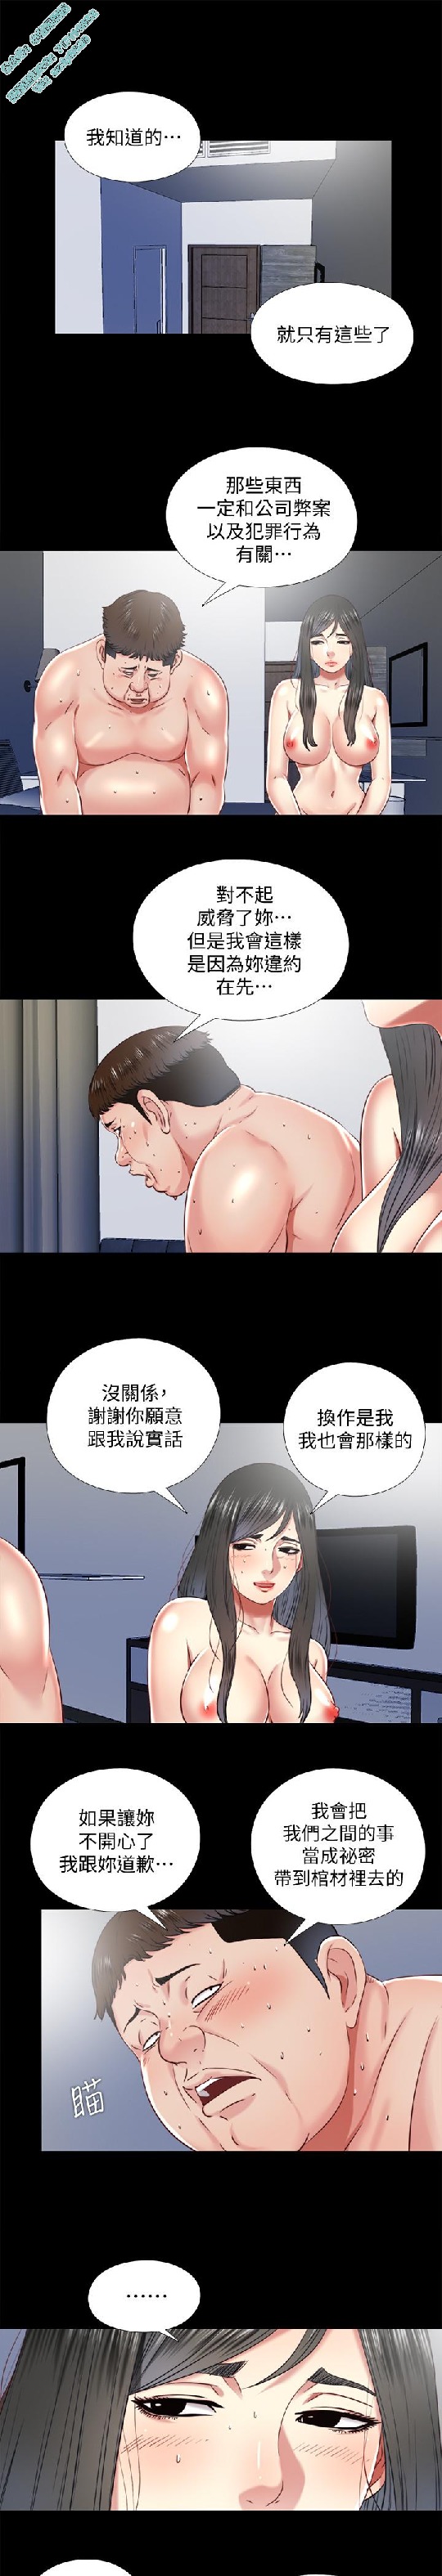 我知道的…
就只有這些了
那些東西
一定和公司弊案
以及犯罪行為
有關…
對不起
威脅了妳…
但是我會這樣
是因為妳違約
在先…
沒關係，
謝謝你願意
跟我說實話
換作是我
我也會那樣的
如果讓妳
不開心了
我跟妳道歉…
我會把
我們之間的事
當成祕密
帶到棺材裡去的
瞄
……